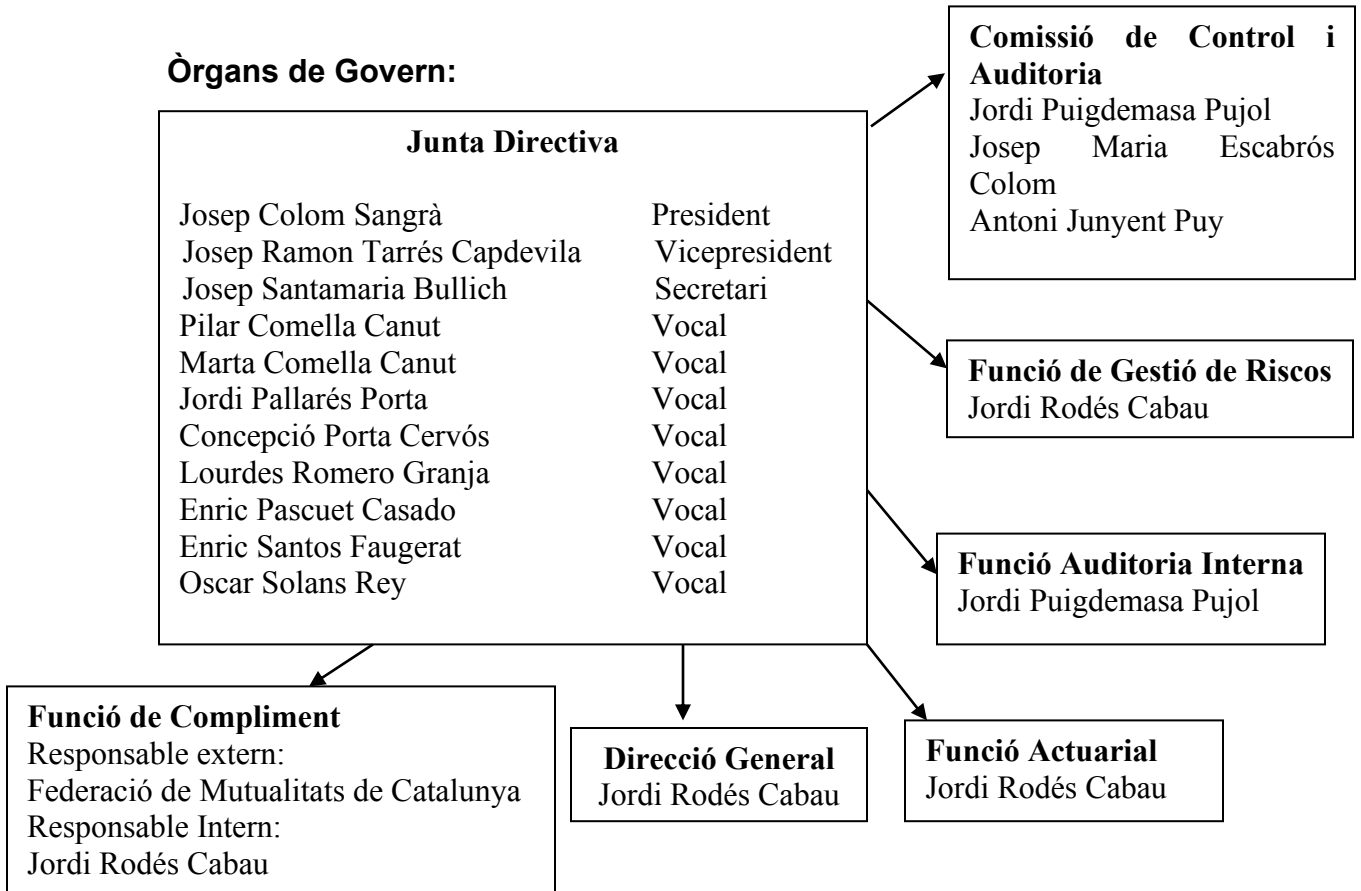 Òrgans de Govern:
Junta Directiva
Josep Colom Sangrà President
Josep Ramon Tarrés Capdevila Vicepresident
Josep Santamaria Bullich Secretari
Pilar Comella Canut Vocal
Marta Comella Canut Vocal
Jordi Pallarés Porta Vocal
Concepció Porta Cervós Vocal
Lourdes Romero Granja Vocal
Enric Pascuet Casado Vocal
Enric Santos Faugerat Vocal
Oscar Solans Rey Vocal
Comissió de Control i
Auditoria
Jordi Puigdemasa Pujol
Josep Maria Escabrós
Colom
Antoni Junyent Puy
Funció de Gestió de Riscos
Jordi Rodés Cabau
Funció Auditoria Interna
Jordi Puigdemasa Pujol
Funció de Compliment
Responsable extern:
Federació de Mutualitats de Catalunya
Responsable Intern:
Jordi Rodés Cabau
Direcció General
Jordi Rodés Cabau
Funció Actuarial
Jordi Rodés Cabau